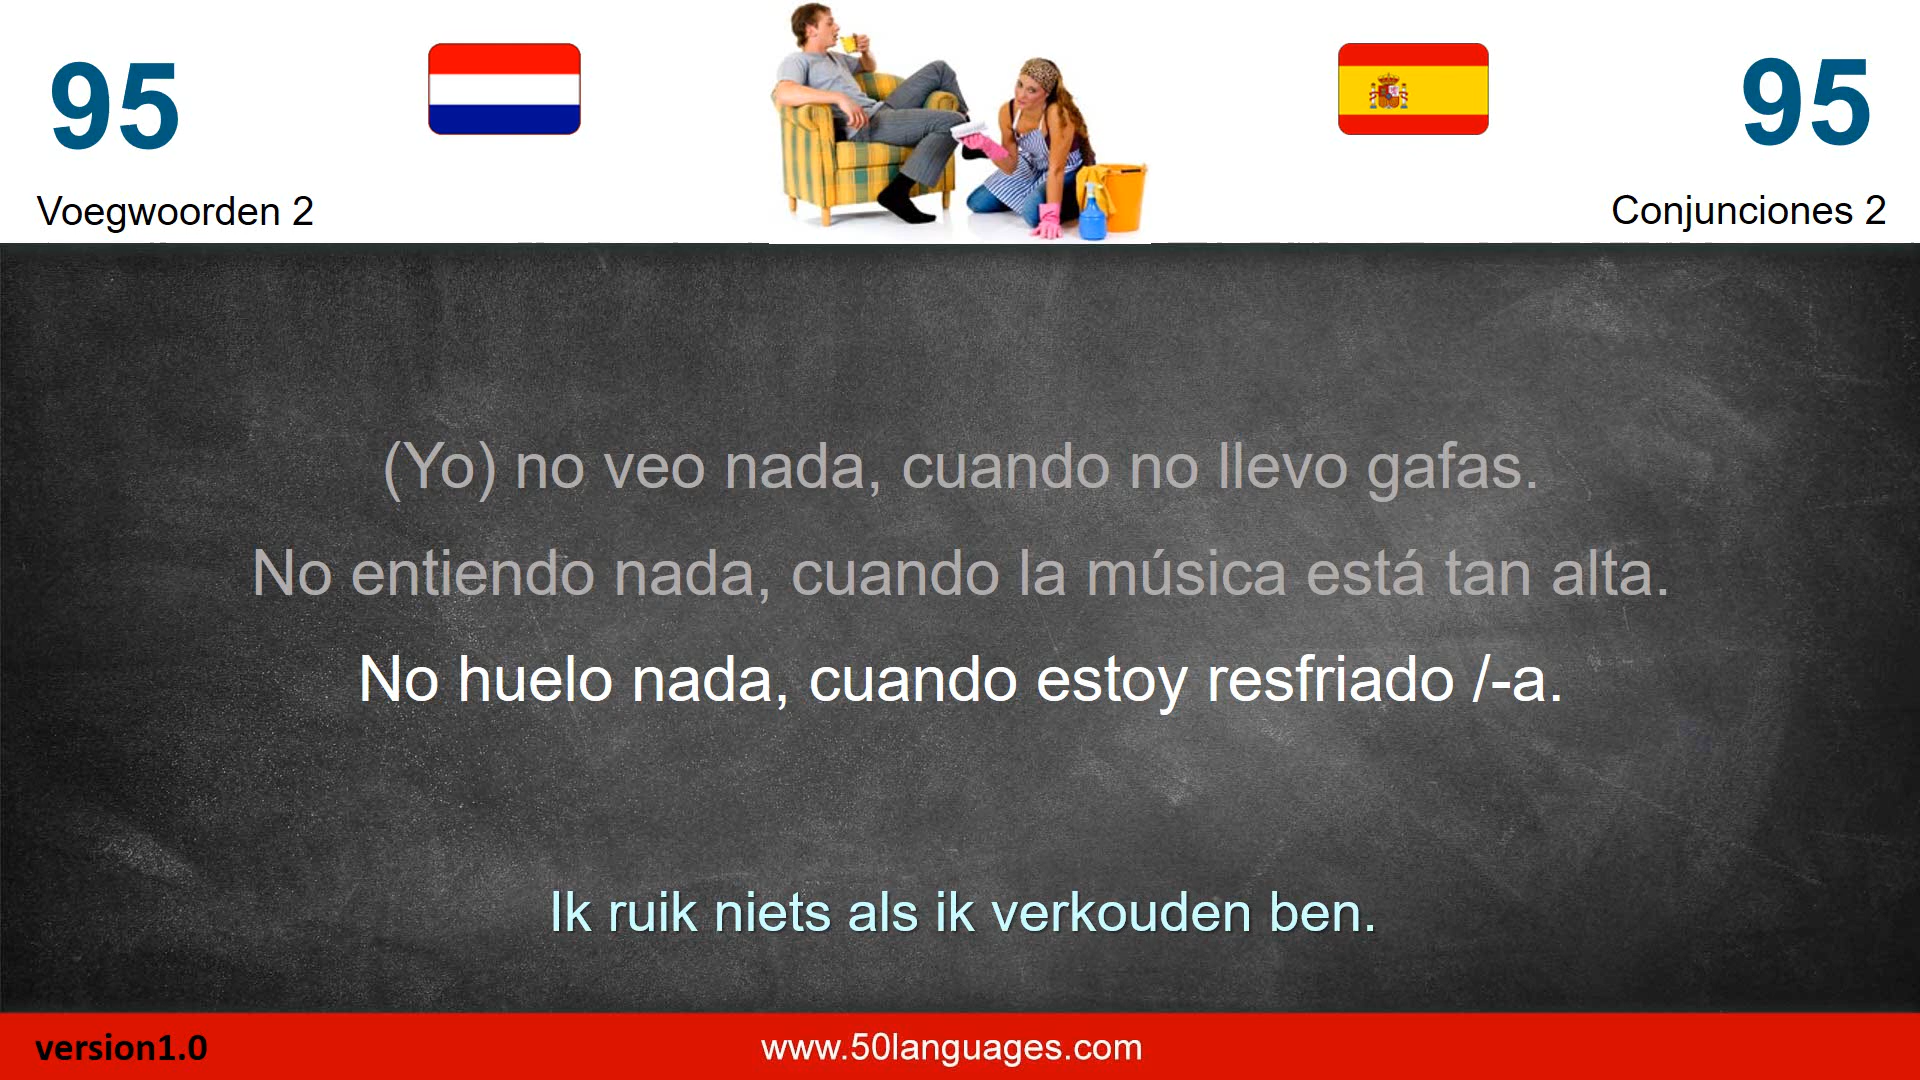 95
95
Voegwoorden 2
Conjunciones 2
(Yo) no veo nada, cuando no llevo gafas.
No entiendo nada, cuando la música está tan alta.
No huelo nada, cuando estoy resfriado /-a.
Ik ruik niets als ik verkouden ben.
version1.0
www.50languages.com